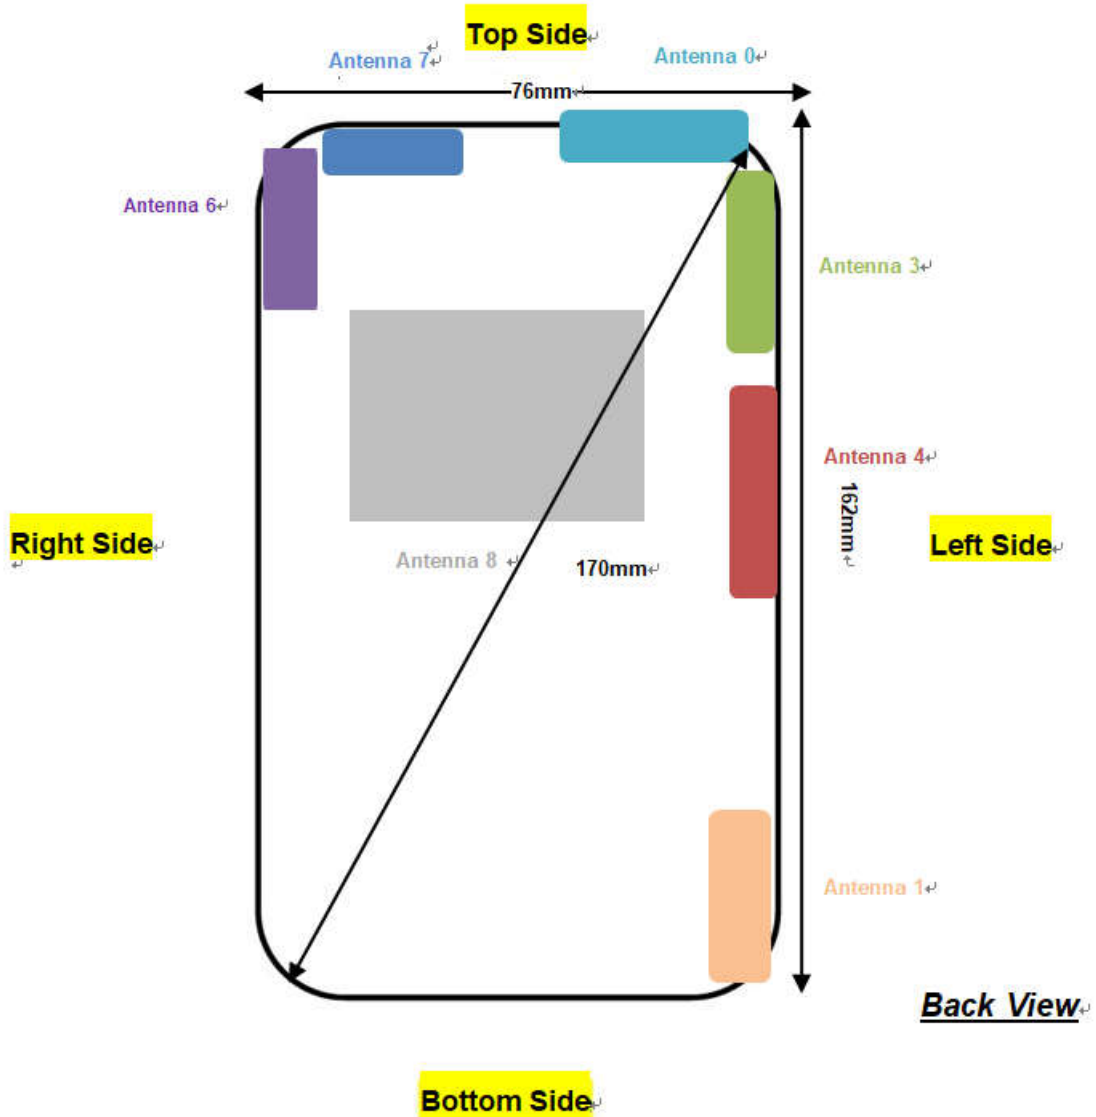 Top Side
Antenna 7
Antenna 0
76mm
Antenna 6
Antenna 3
Antenna 4
162mm
Right Side
Left Side
Antenna 8
170mm
Antenna 1
Back View
Bottom Side